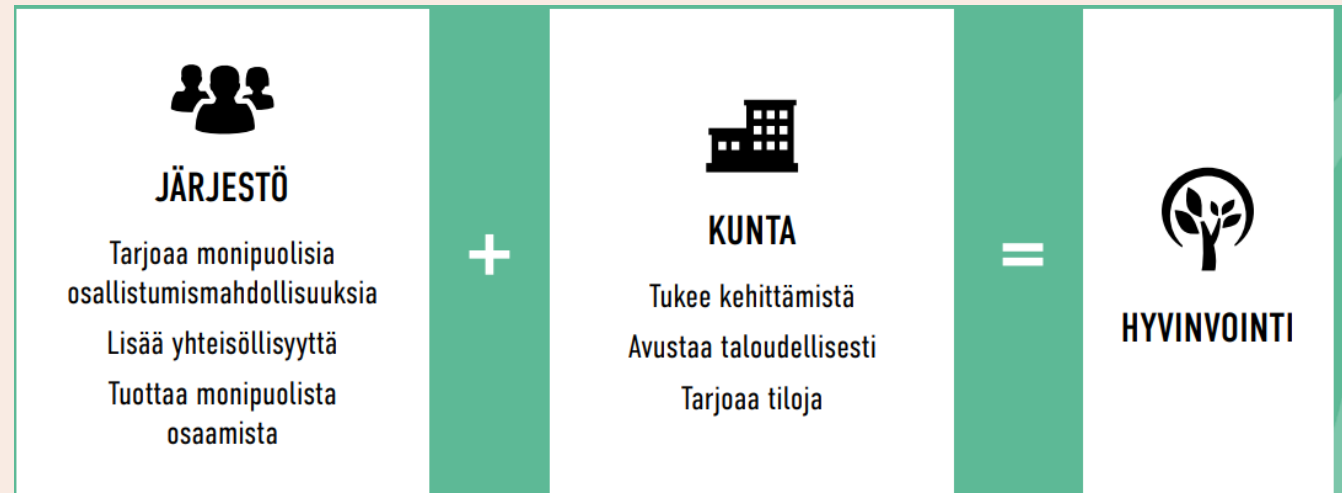 JÄRJESTÖ
Tarjoaa monipuolisia
osallistumismahdollisuuksia
Lisää yhteisöllisyyttä
Tuottaa monipuolista
osaamista
+
KUNTA
Tukee kehittämistä
Avustaa taloudellisesti
Tarjoaa tiloja
=
HYVINVOINTI